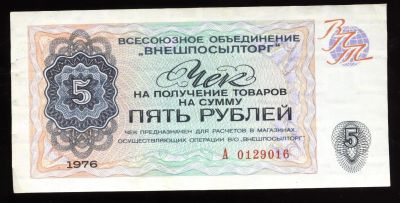 ВСЕСОЮЗНОЕ ОБЪЕДИНЕНИЕ
„ВНЕШПОСЫЛТОРГ"
ВПТ
Чек
НА ПОЛУЧЕНИЕ ТОВАРОВ
НА СУММУ
5
ПЯТЬ РУБЛЕЙ
ЧЕК ПРЕДНАЗНАЧЕН ДЛЯ РАСЧЕТОВ В МАГАЗИНАХ,
ОСУЩЕСТВЛЯЮЩИХ ОПЕРАЦИИ В/О „ВНЕШПОСЫЛТОРГ"
5
1976
А 0129016